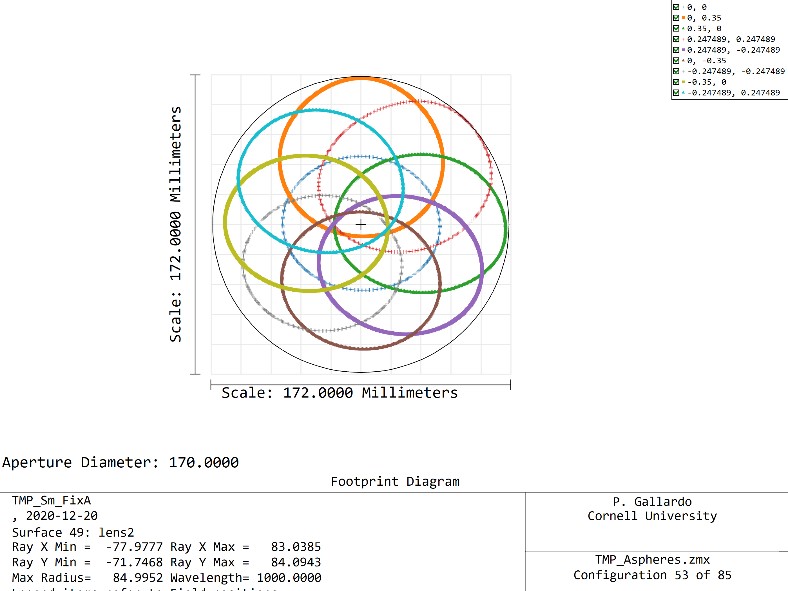 0, 0
0, 0.35
0.35, 0
0.247489, 0.247489
0.247489, -0.247489
0, -0.35
-0.247489, -0.247489
-0.35, 0
-0.247489, 0.247489
Scale: 172.0000 Millimeters
Scale: 172.0000 Millimeters
Aperture Diameter: 170.0000
Footprint Diagram
TMP_Sm_FixA
, 2020-12-20
Surface 49: lens2
Ray X Min = -77.9777 Ray X Max = 83.0385
Ray Y Min = -71.7468 Ray Y Max = 84.0943
Max Radius= 84.9952 Wavelength= 1000.0000
P. Gallardo
Cornell University
TMP_Aspheres.zmx
Configuration 53 of 85